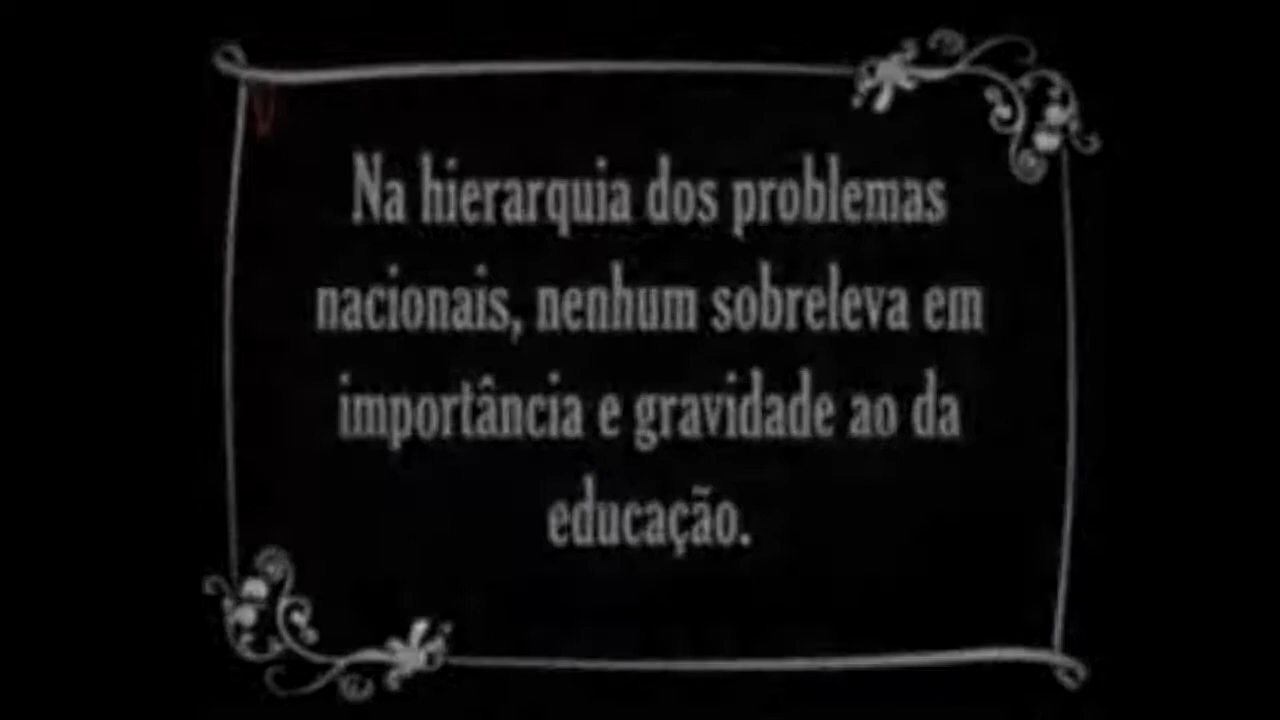 Na hierarquia dos problemas
nacionais, nenhum sobreleva em
importância e gravidade ao da
educação.